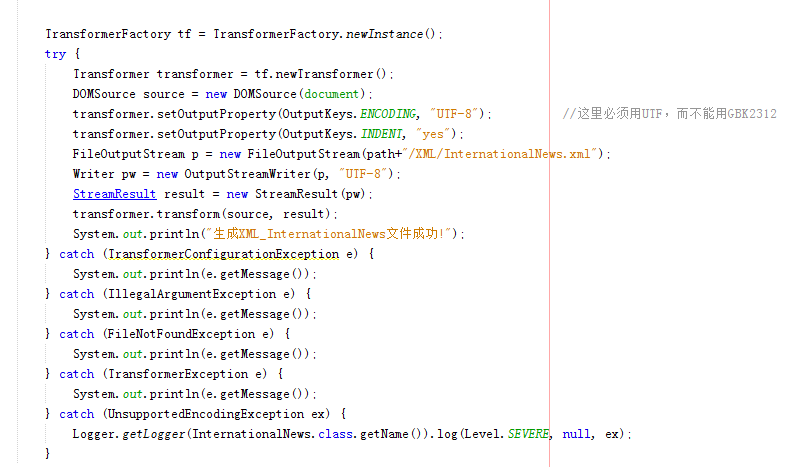 TransformerFactory tf = TransformerFactory.newInstance();
try {
    Transformer transformer = tf.newTransformer();
    DOMSource source = new DOMSource(document);
    transformer.setOutputProperty(OutputKeys.ENCODING, "UTF-8");          //这里必须用UTF，而不能用GBK2312
    transformer.setOutputProperty(OutputKeys.INDENT, "yes");
    FileOutputStream p = new FileOutputStream(path+"/XML/InternationalNews.xml");
    Writer pw = new OutputStreamWriter(p, "UTF-8");
    StreamResult result = new StreamResult(pw);
    transformer.transform(source, result);
    System.out.println("生成XML_InternationalNews文件成功!");
} catch (TransformerConfigurationException e) {
    System.out.println(e.getMessage());
} catch (IllegalArgumentException e) {
    System.out.println(e.getMessage());
} catch (FileNotFoundException e) {
    System.out.println(e.getMessage());
} catch (TransformerException e) {
    System.out.println(e.getMessage());
} catch (UnsupportedEncodingException ex) {
    Logger.getLogger(InternationalNews.class.getName()).log(Level.SEVERE, null, ex);
}